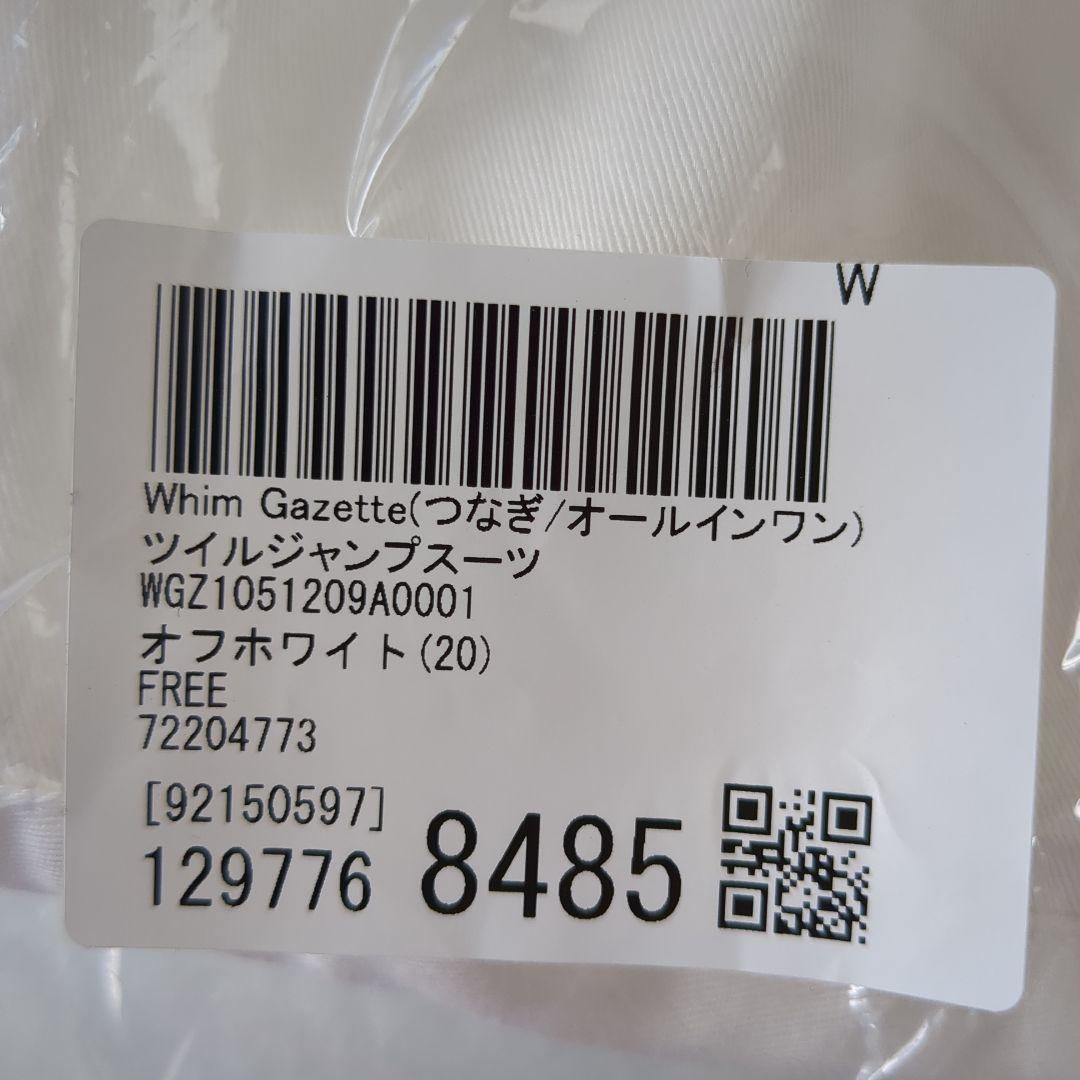 W
Whim Gazette(つなぎ/オールインワン)
ツイルジャンプスーツ
WGZ1051209A0001
オフホワイト(20)
FREE
72204773
[92150597]
129776 8485